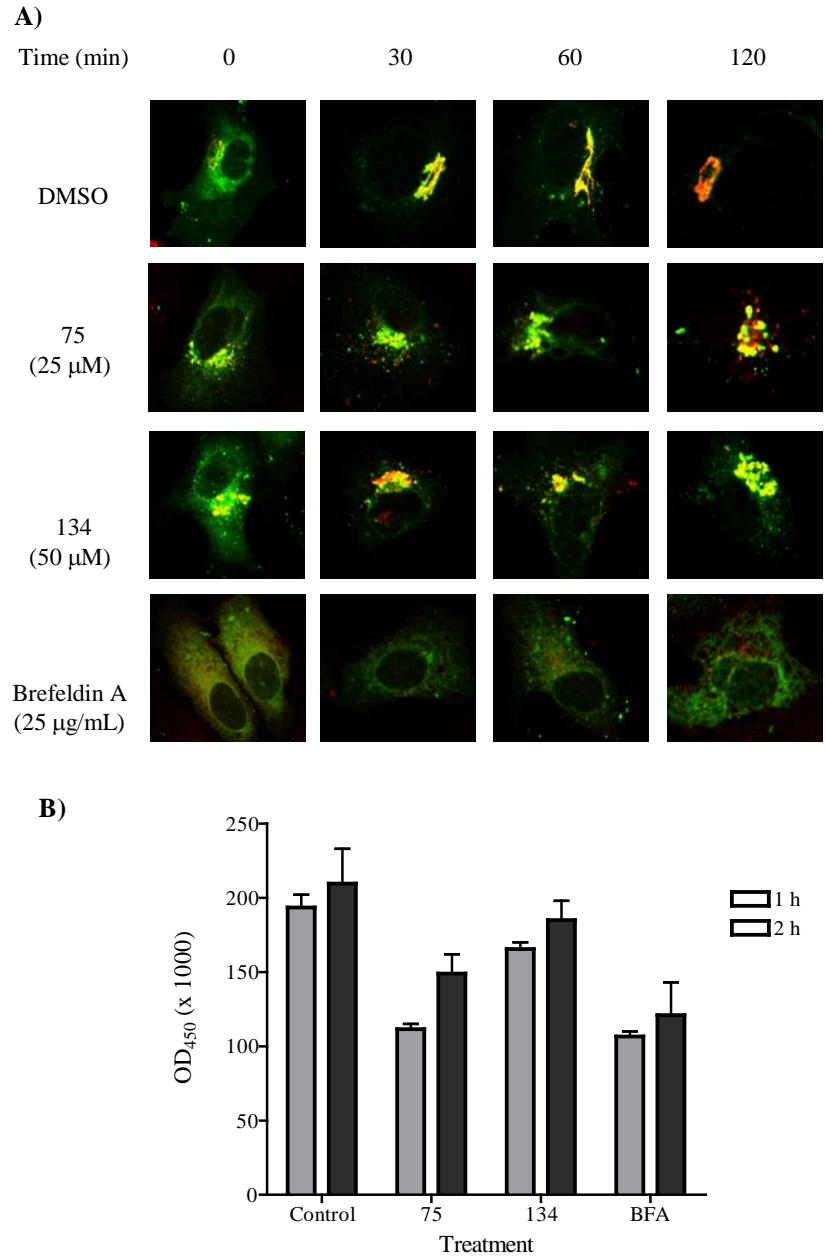 A)
Time (min) 0 30 60 120
DMSO
75
(25 μM)
134
(50 μM)
Brefeldin A
(25 μg/mL)
B)
250
200
150
100
50
0
OD450 (x 1000)
1 h
2 h
Control 75 134 BFA
Treatment